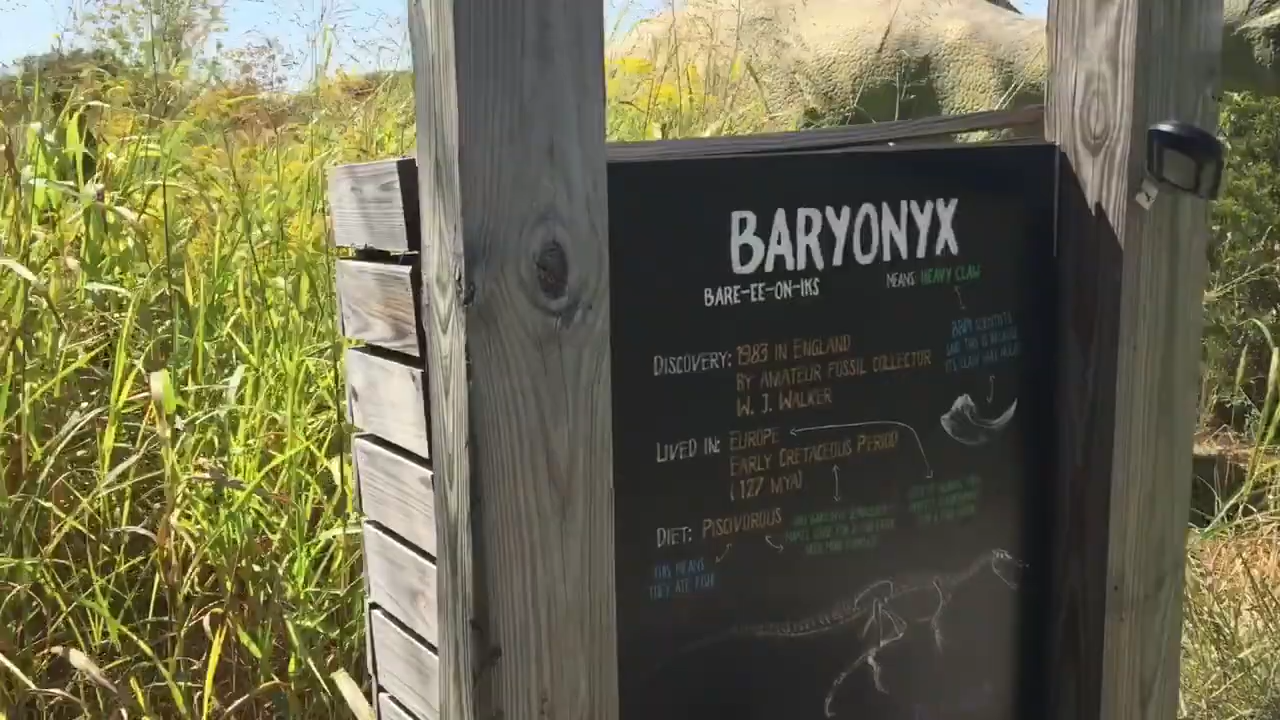 BARYONYX
BARE-EE-ON-IKS
MEANS HEAVY CLAW
DISCOVERY: 1983 IN ENGLAND
BY AMATEUR FOSSIL COLLECTOR
W. J. WALKER
LIVED IN: EUROPE
EARLY CRETACEOUS PERIOD
(127 MYA)
DIET: PISCIVOROUS
THIS MEANS
THEY ATE FISH